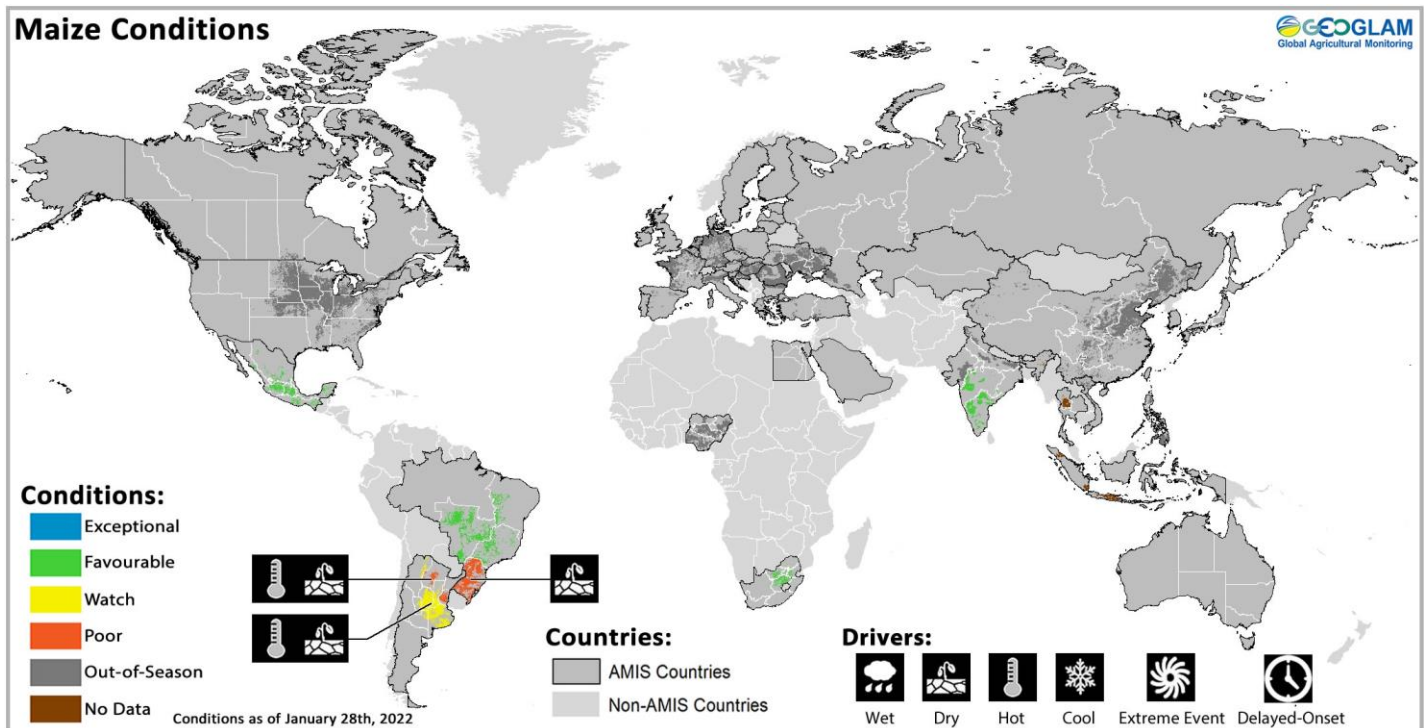 Maize Conditions
GEOGLAM
Global Agricultural Monitoring
Conditions:
Exceptional
Favourable
Watch
Poor
Out-of-Season
No Data
Conditions as of January 28th, 2022
Countries:
AMIS Countries
Non-AMIS Countries
Drivers:
Wet
Dry
Hot
Cool
Extreme Event
Delayed-Onset